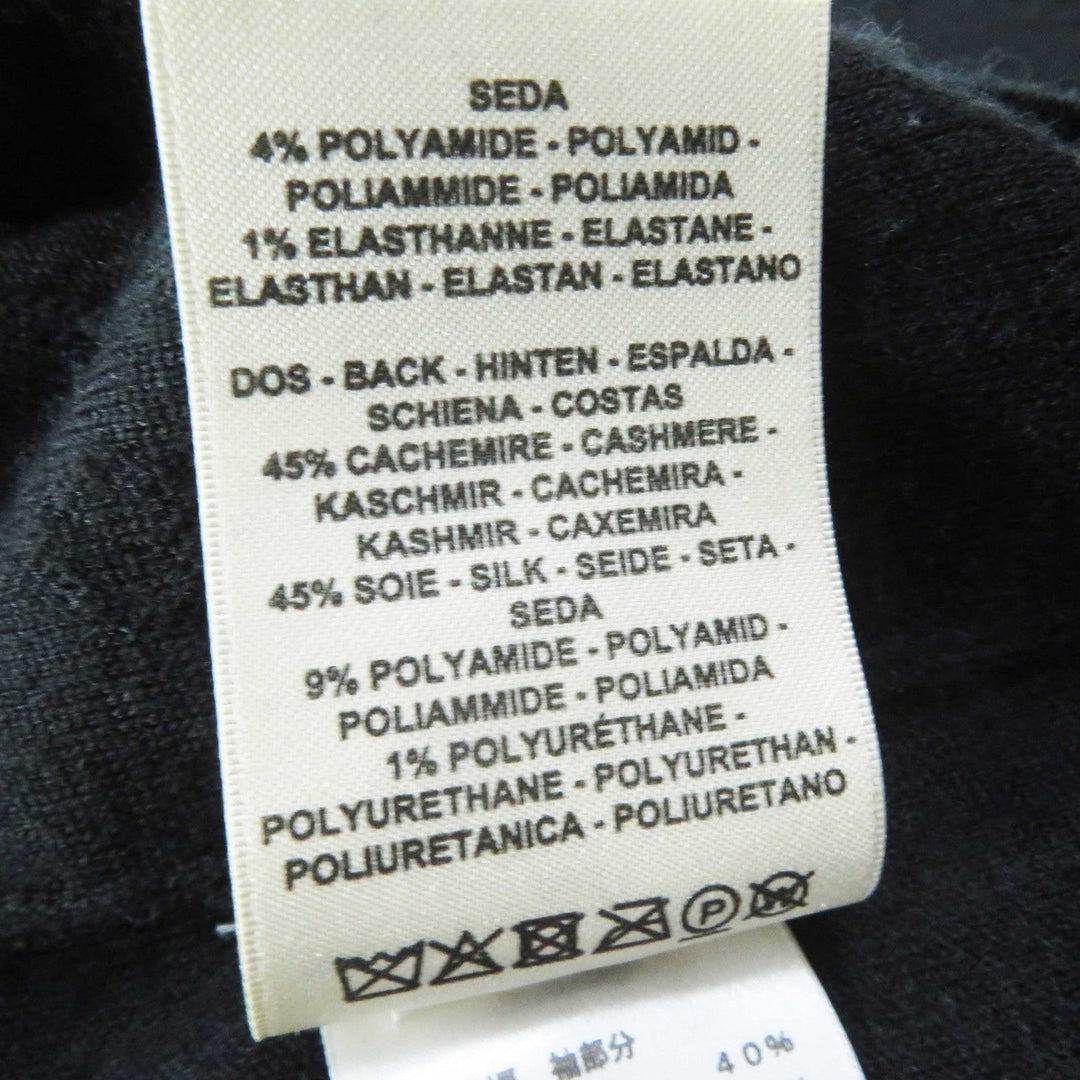 SEDA
4% POLYAMIDE - POLYAMID -
POLIAMMIDE - POLIAMIDA
1% ELASTHANNE - ELASTANE -
ELASTHAN - ELASTAN - ELASTANO
DOS - BACK - HINTEN - ESPALDA -
SCHIENA - COSTAS
45% CACHEMIRE - CASHMERE -
KASCHMIR - CACHEMIRA -
KASHMIR - CAXEMIRA
45% SOIE - SILK - SEIDE - SETA -
SEDA
9% POLYAMIDE - POLYAMID -
POLIAMMIDE - POLIAMIDA
1% POLYURÉTHANE -
POLYURETHANE - POLYURETHAN -
POLIURETANICA - POLIURETANO
P
W
袖部分 40%